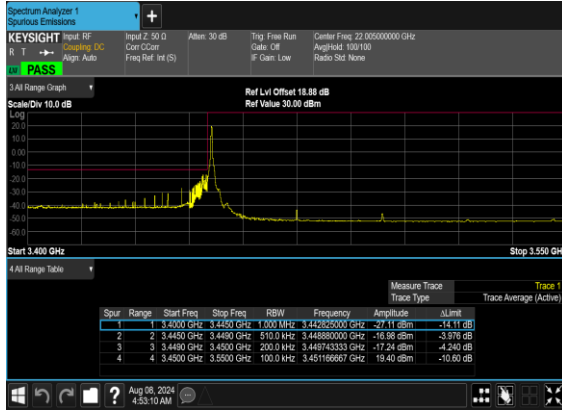 Spectrum Analyzer 1
Spurious Emissions
+
KEYSIGHT Input: RF Input Z: 50 Ω Atten: 30 dB Trig: Free Run Center Freq: 22.005000000 GHz
R T Coupling: DC Corr CCorr Gate: Off Avg|Hold: 100/100
Align: Auto Freq Ref: Int (S) IF Gain: Low Radio Std: None
PASS
3 All Range Graph
Ref Lvl Offset 18.88 dB
Scale/Div 10.0 dB Ref Value 30.00 dBm
Log
20.0
10.0
0.00
-10.0
-20.0
-30.0
-40.0
-50.0
-60.0
Start 3.400 GHz Stop 3.550 GH
4 All Range Table
Measure Trace Trace 1
Trace Type Trace Average (Active)
Spur Range Start Freq Stop Freq RBW Frequency Amplitude ΔLimit
1 1 3.4000 GHz 3.4450 GHz 1.000 MHz 3.442825000 GHz -27.11 dBm -14.11 dB
2 2 3.4450 GHz 3.4490 GHz 510.0 kHz 3.448880000 GHz -16.98 dBm -3.976 dB
3 3 3.4490 GHz 3.4500 GHz 200.0 kHz 3.449743333 GHz -17.24 dBm -4.240 dB
4 4 3.4500 GHz 3.5500 GHz 100.0 kHz 3.451166667 GHz 19.40 dBm -10.60 dB
? Aug 08, 2024
4:53:10 AM